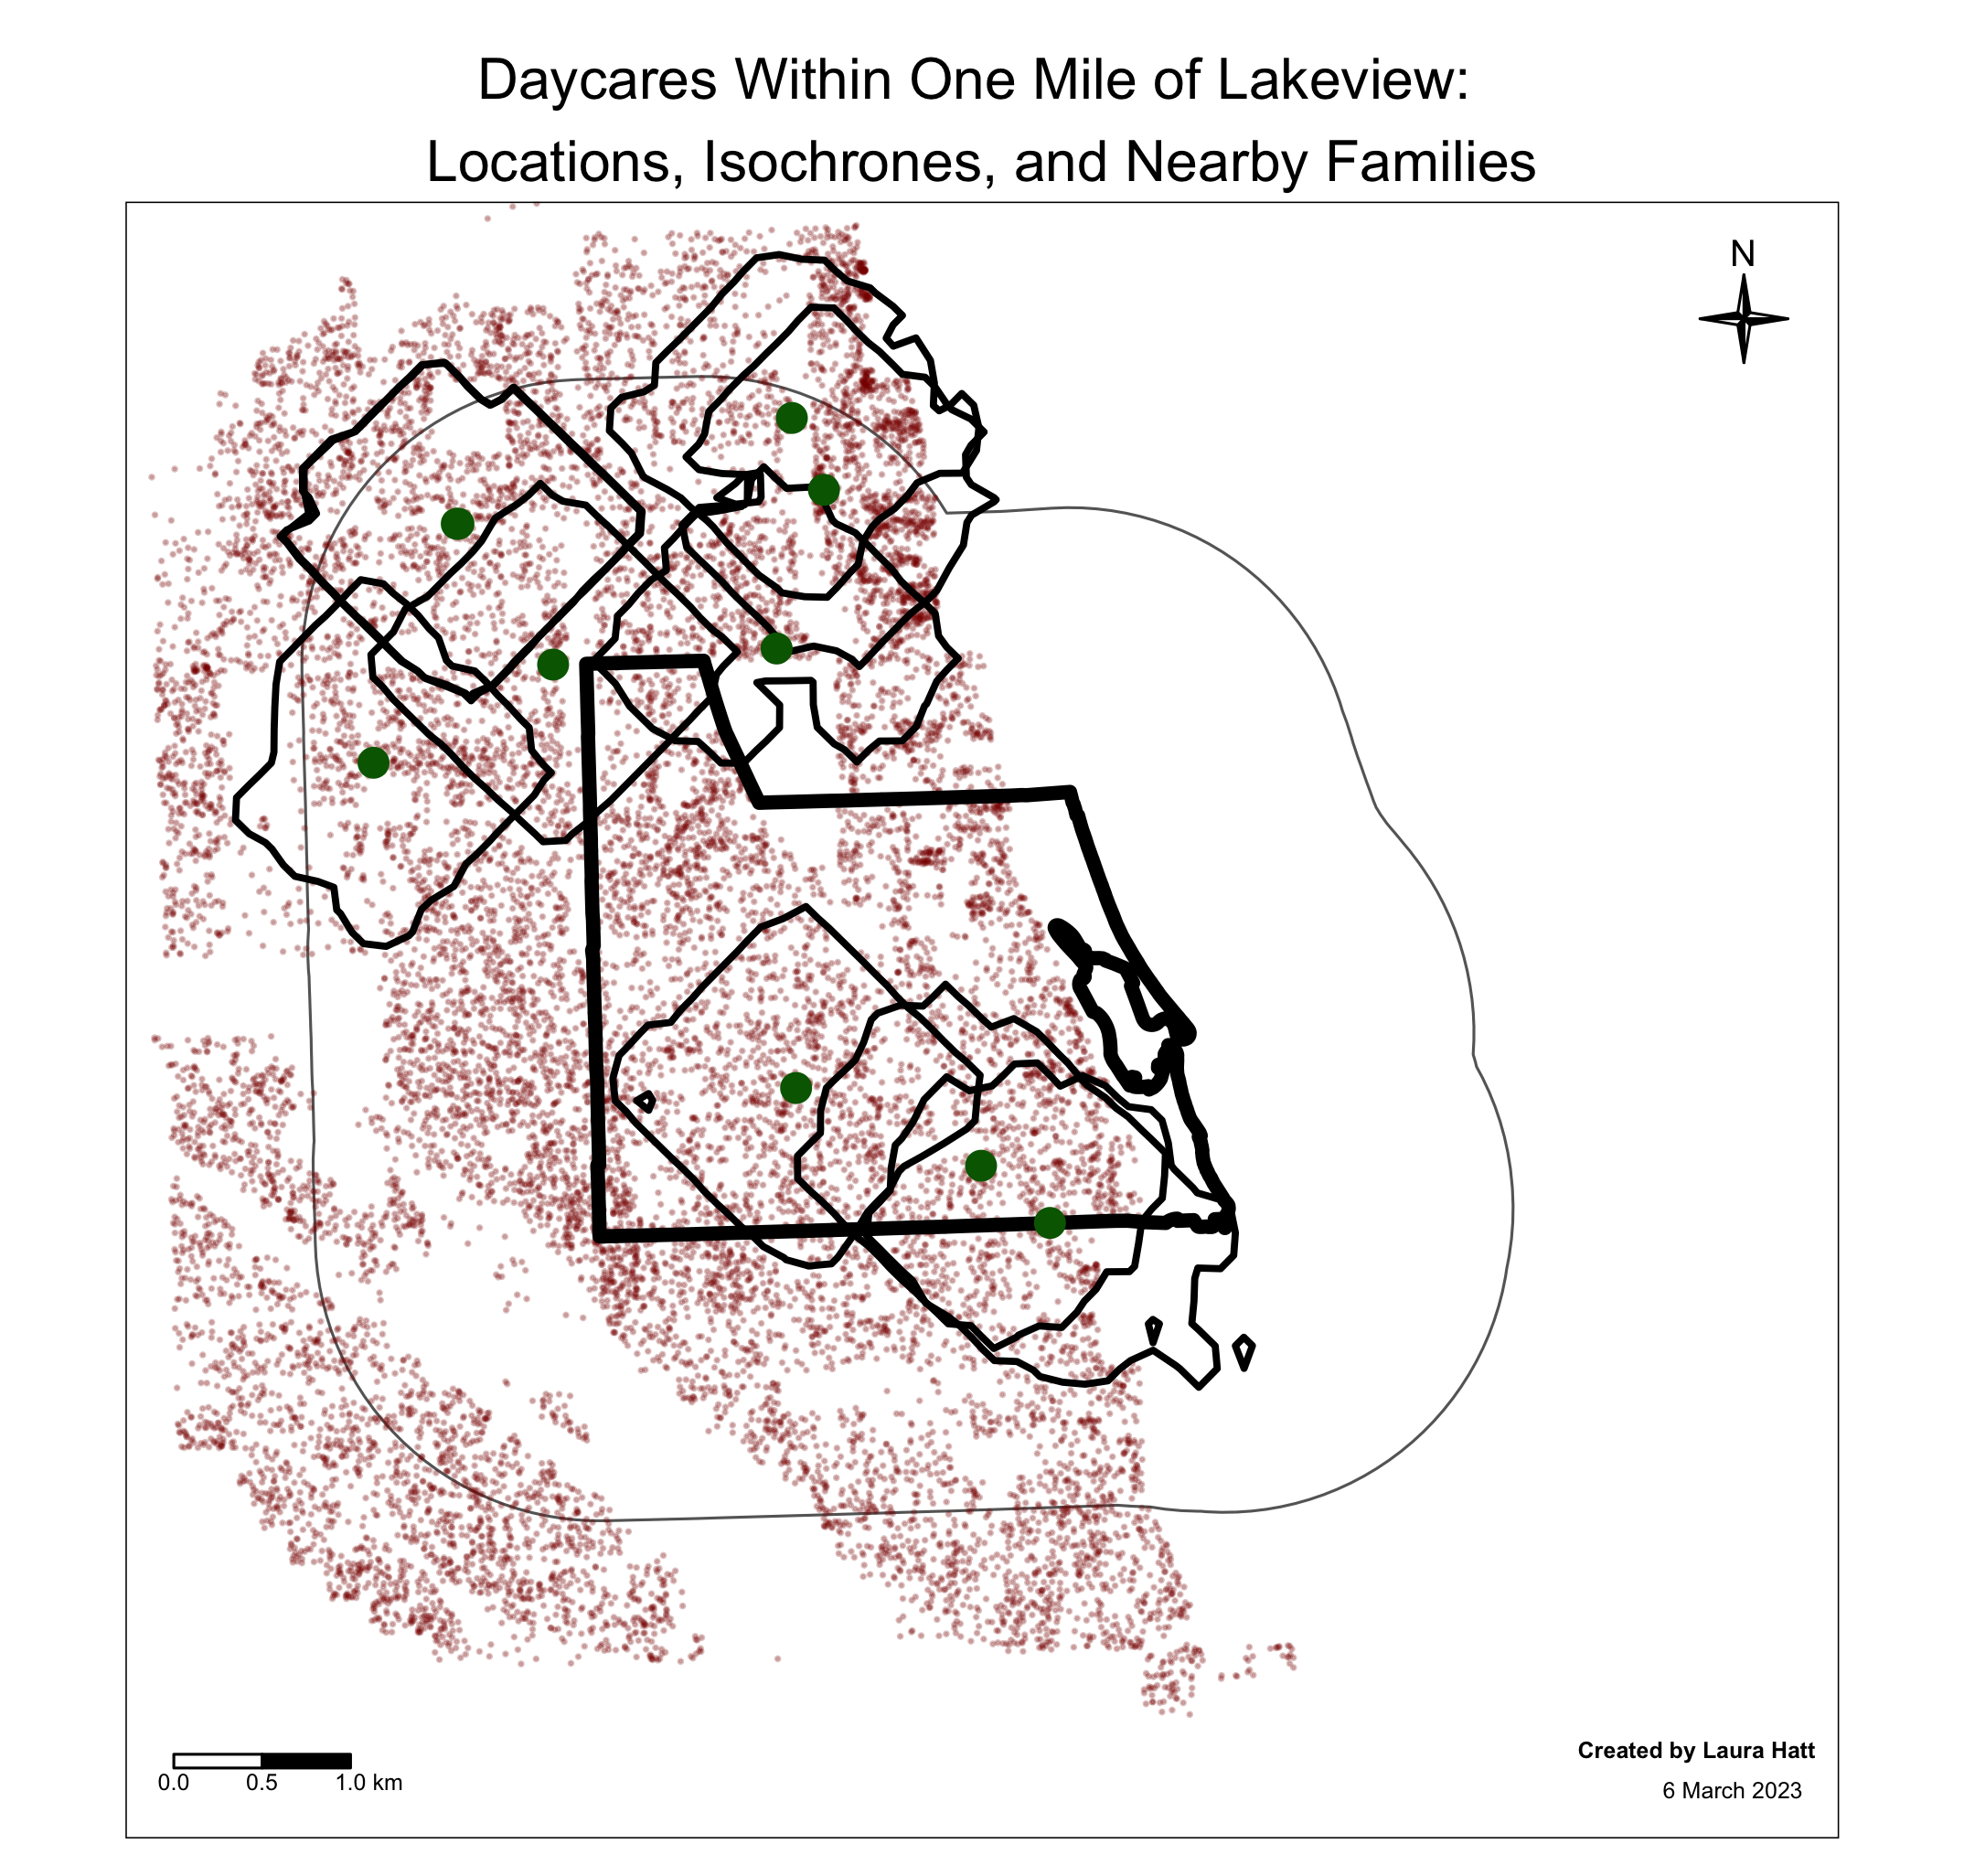 Daycares Within One Mile of Lakeview:
Locations, Isochrones, and Nearby Families
N
0.0 0.5 1.0 km
Created by Laura Hatt
6 March 2023